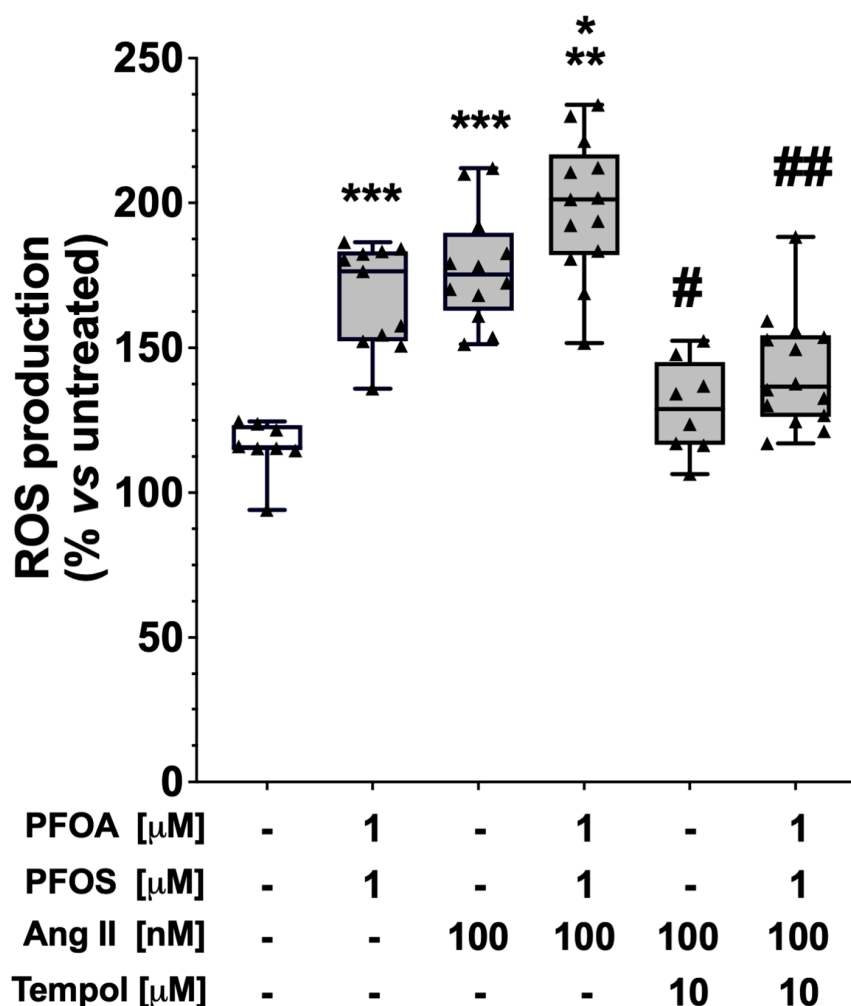 *
250 **
***
***
##
200
#
150
100
50
0
ROS production
(% vs untreated)
PFOA [μM] - 1 - 1 - 1
PFOS [μM] - 1 - 1 - 1
Ang II [nM] - - 100 100 100 100
Tempol [μM] - - - - 10 10